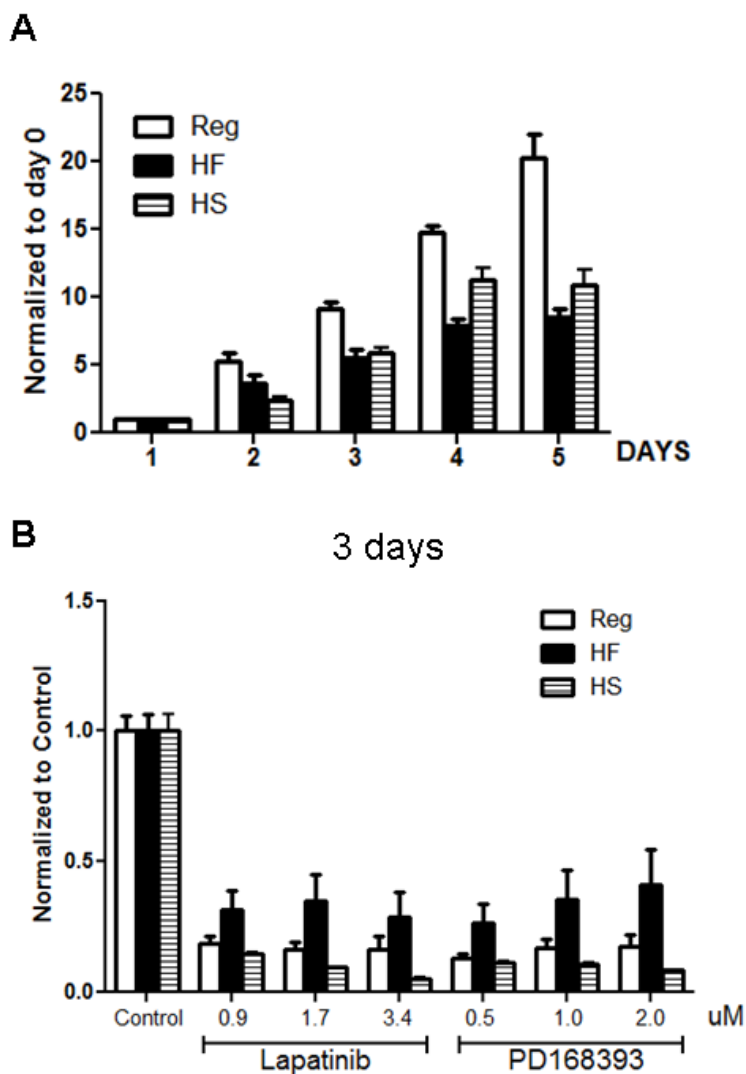 A
Normalized to day 0
25
20
15
10
5
0
Reg
HF
HS
1 2 3 4 5 DAYS
B
3 days
Normalized to Control
1.5
1.0
0.5
0.0
Reg
HF
HS
Control 0.9 1.7 3.4 0.5 1.0 2.0 uM
Lapatinib PD168393